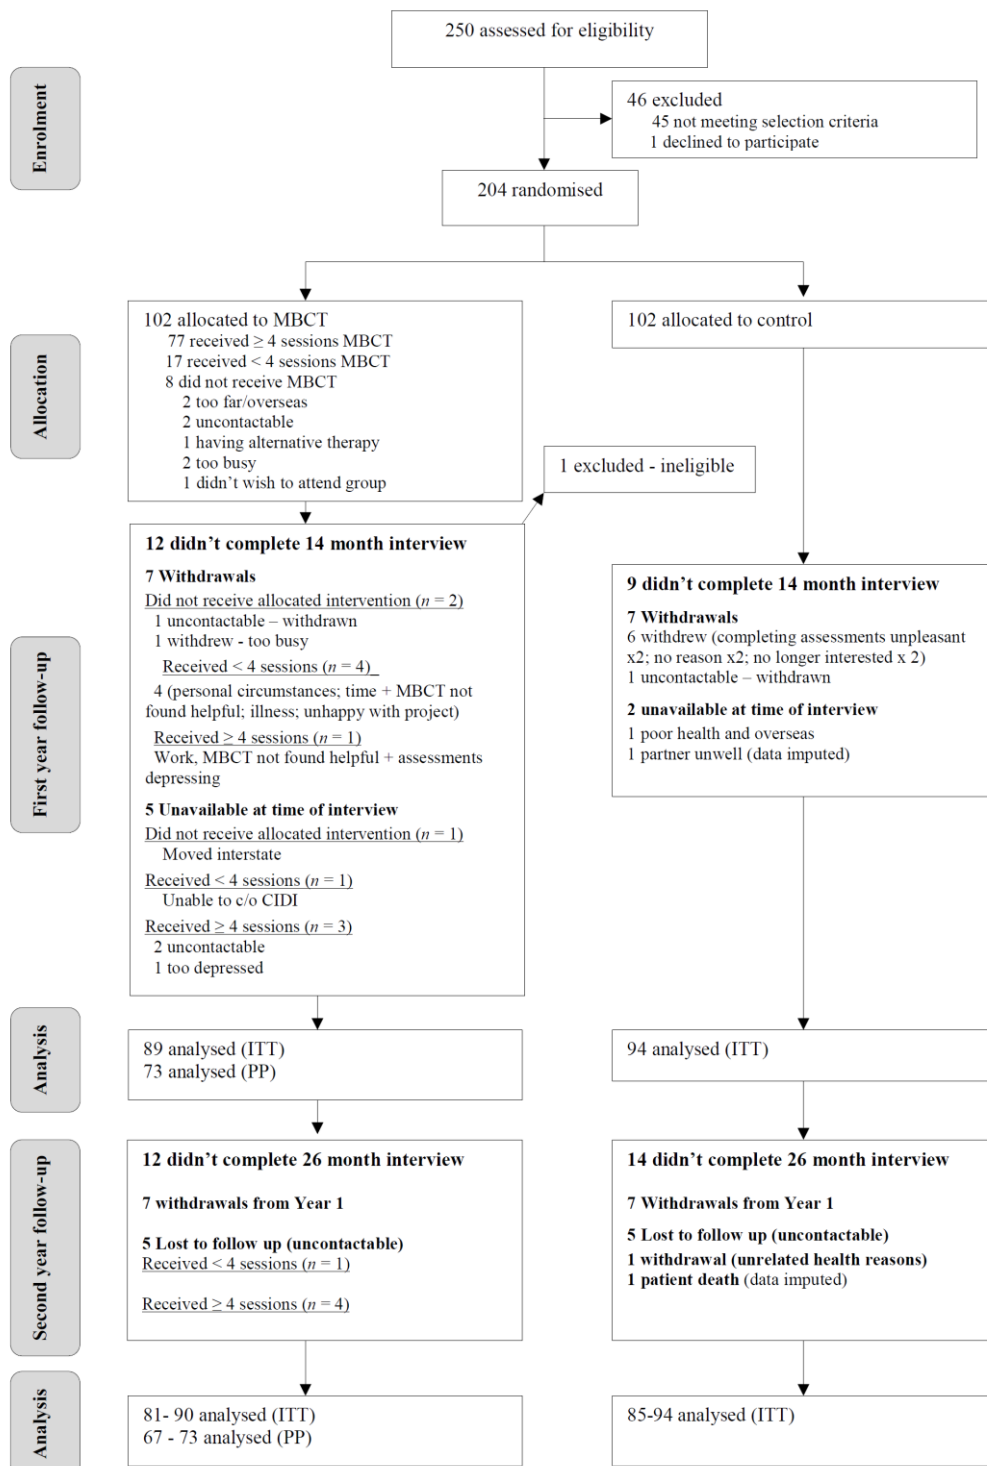 250 assessed for eligibility
Enrolment
46 excluded
45 not meeting selection criteria
1 declined to participate
204 randomised
Allocation
102 allocated to MBCT
77 received ≥ 4 sessions MBCT
17 received < 4 sessions MBCT
8 did not receive MBCT
2 too far/overseas
2 uncontactable
1 having alternative therapy
2 too busy
1 didn't wish to attend group
102 allocated to control
1 excluded - ineligible
First year follow-up
12 didn't complete 14 month interview
7 Withdrawals
Did not receive allocated intervention (n = 2)
1 uncontactable – withdrawn
1 withdrew - too busy
Received < 4 sessions (n = 4)
4 (personal circumstances; time + MBCT not
found helpful; illness; unhappy with project)
Received ≥ 4 sessions (n = 1)
Work, MBCT not found helpful + assessments
depressing
5 Unavailable at time of interview
Did not receive allocated intervention (n = 1)
Moved interstate
Received < 4 sessions (n = 1)
Unable to c/o CIDI
Received ≥ 4 sessions (n = 3)
2 uncontactable
1 too depressed
9 didn't complete 14 month interview
7 Withdrawals
6 withdrew (completing assessments unpleasant
x2; no reason x2; no longer interested x 2)
1 uncontactable – withdrawn
2 unavailable at time of interview
1 poor health and overseas
1 partner unwell (data imputed)
Analysis
89 analysed (ITT)
73 analysed (PP)
94 analysed (ITT)
Second year follow-up
12 didn't complete 26 month interview
7 withdrawals from Year 1
5 Lost to follow up (uncontactable)
Received < 4 sessions (n = 1)
Received ≥ 4 sessions (n = 4)
14 didn't complete 26 month interview
7 Withdrawals from Year 1
5 Lost to follow up (uncontactable)
1 withdrawal (unrelated health reasons)
1 patient death (data imputed)
Analysis
81- 90 analysed (ITT)
67 - 73 analysed (PP)
85-94 analysed (ITT)